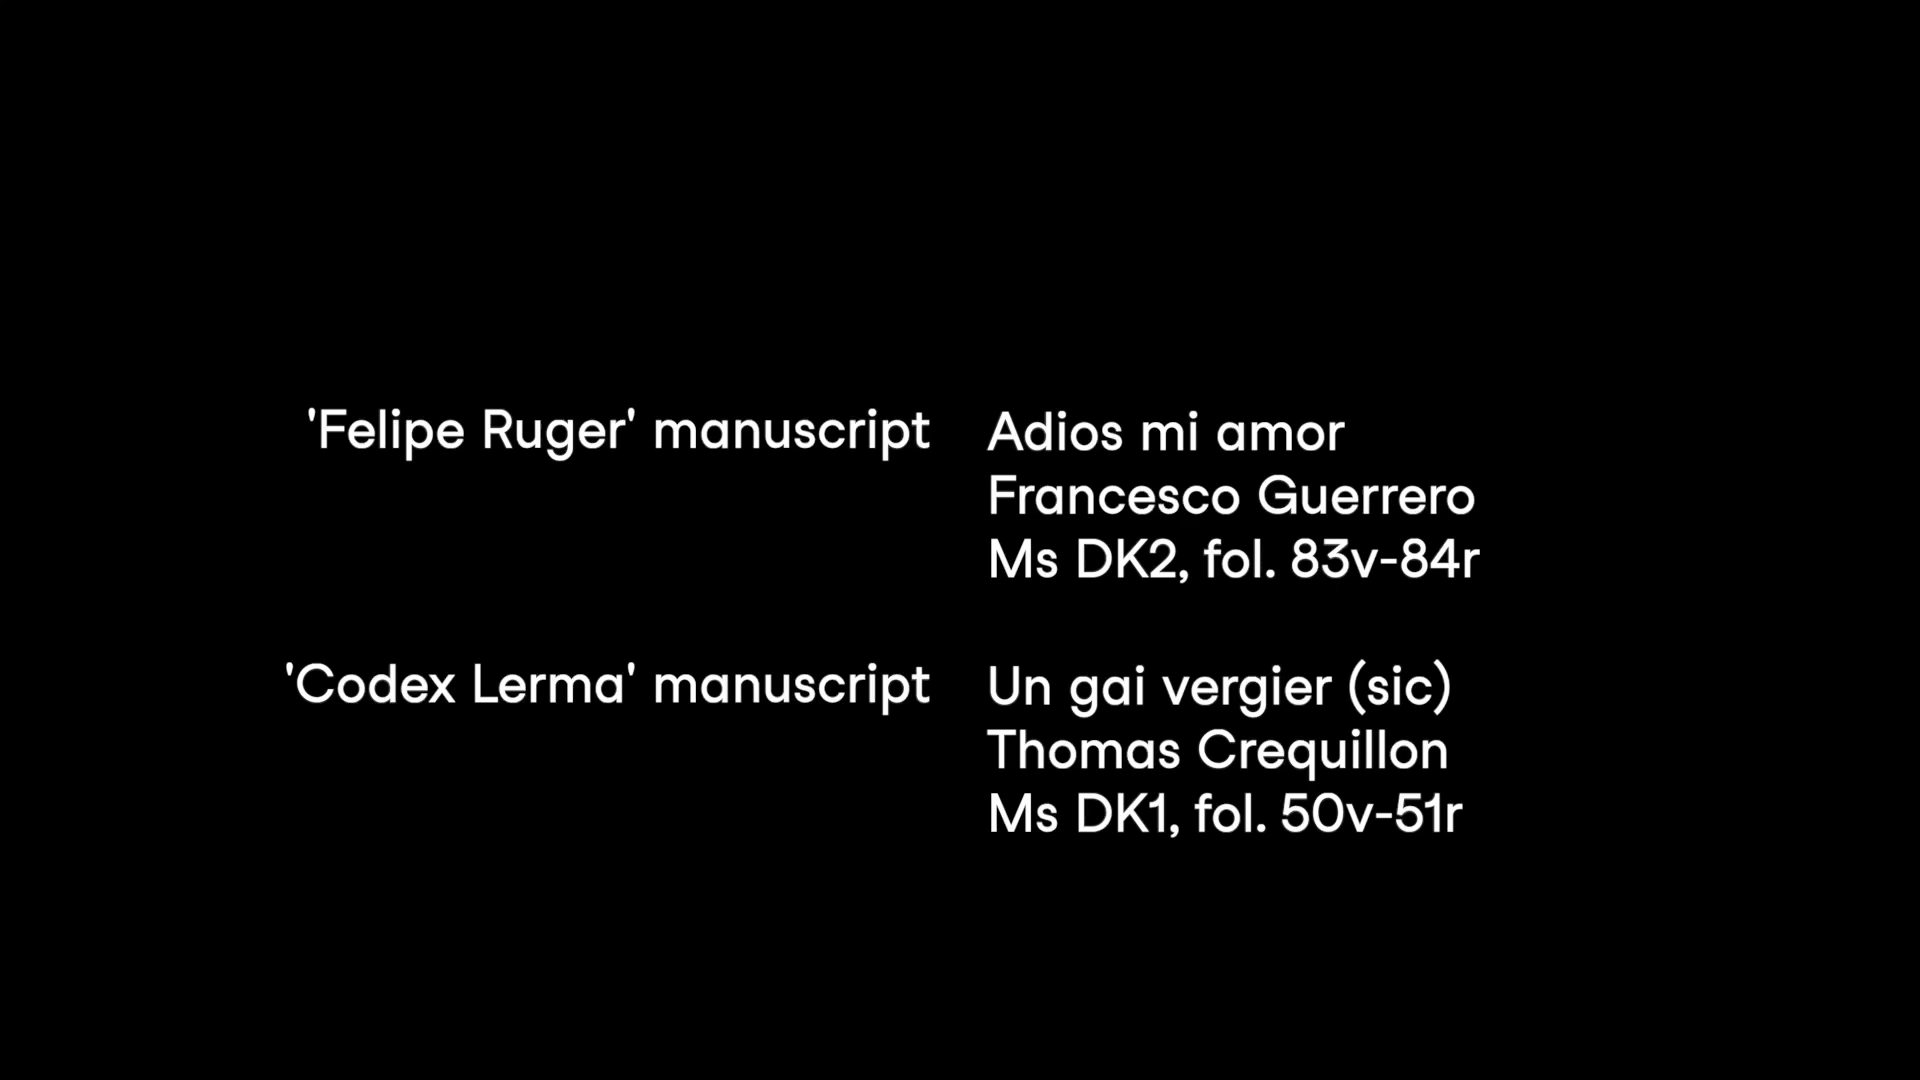 'Felipe Ruger' manuscript
Adios mi amor
Francesco Guerrero
Ms DK2, fol. 83v-84r
'Codex Lerma' manuscript
Un gai vergier (sic)
Thomas Crequillon
Ms DK1, fol. 50v-51r